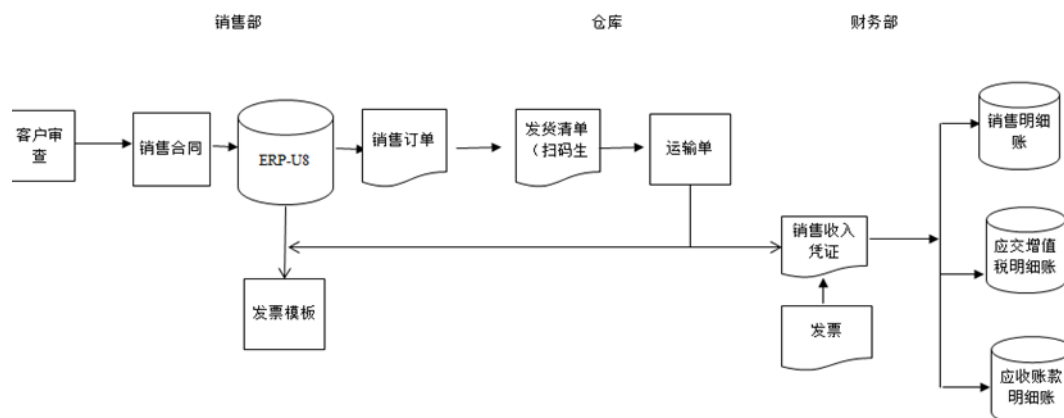 销售部
仓库
财务部
客户审
查
销售合同
ERP-U8
销售订单
发货清单
（扫码生
运输单
销售明细
账
销售收入
凭证
应交增值
税明细账
发票模板
发票
应收账款
明细账